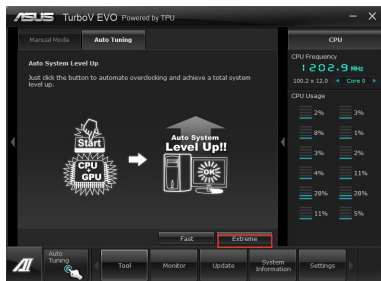 ASUS TurboV EVO Powered by TPU
Manual Mode
Auto Tuning
Auto System Level Up
Just click the button to automate overclocking and achieve a total system
level up.
Start
CPU
+
GPU
Auto System
Level Up!!
OK
Fast
Extreme
CPU
CPU Frequency
1202.9 MHz
100.2 x 12.0
Core 0
CPU Usage
2%
3%
8%
1%
3%
2%
4%
11%
28%
28%
11%
5%
Auto
Tuning
Tool
Monitor
Update
System
Information
Settings